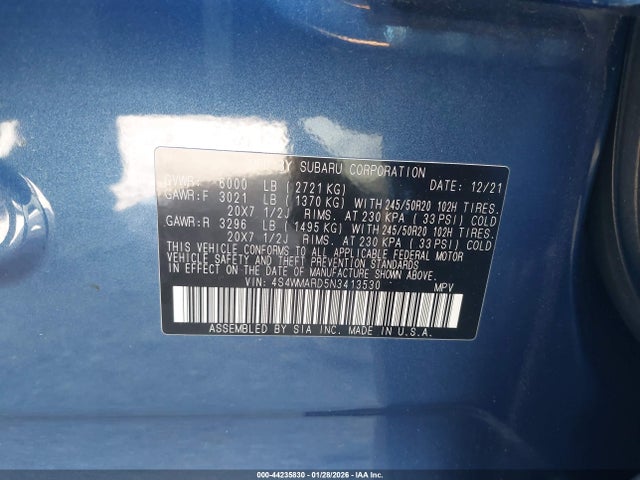 BY SUBARU CORPORATION DATE: 12/21
GVWR: 6000 LB (2721 KG)
GAWR: F 3021 LB (1370 KG) WITH 245/50R20 102H TIRES,
20X7 1/2J RIMS, AT 230 KPA (33 PSI) COLD
GAWR: R 3296 LB (1495 KG) WITH 245/50R20 102H TIRES,
20X7 1/2J RIMS, AT 230 KPA (33 PSI) COLD
THIS VEHICLE CONFORMS TO ALL APPLICABLE FEDERAL MOTOR
VEHICLE SAFETY AND THEFT PREVENTION STANDARDS
IN EFFECT ON THE DATE OF MANUFACTURE SHOWN ABOVE.
VIN: 4S4WMARD5N3413530 MPV
ASSEMBLED BY SIA INC. MADE IN U.S.A.
000-44235830 - 01/28/2026 - IAA Inc.